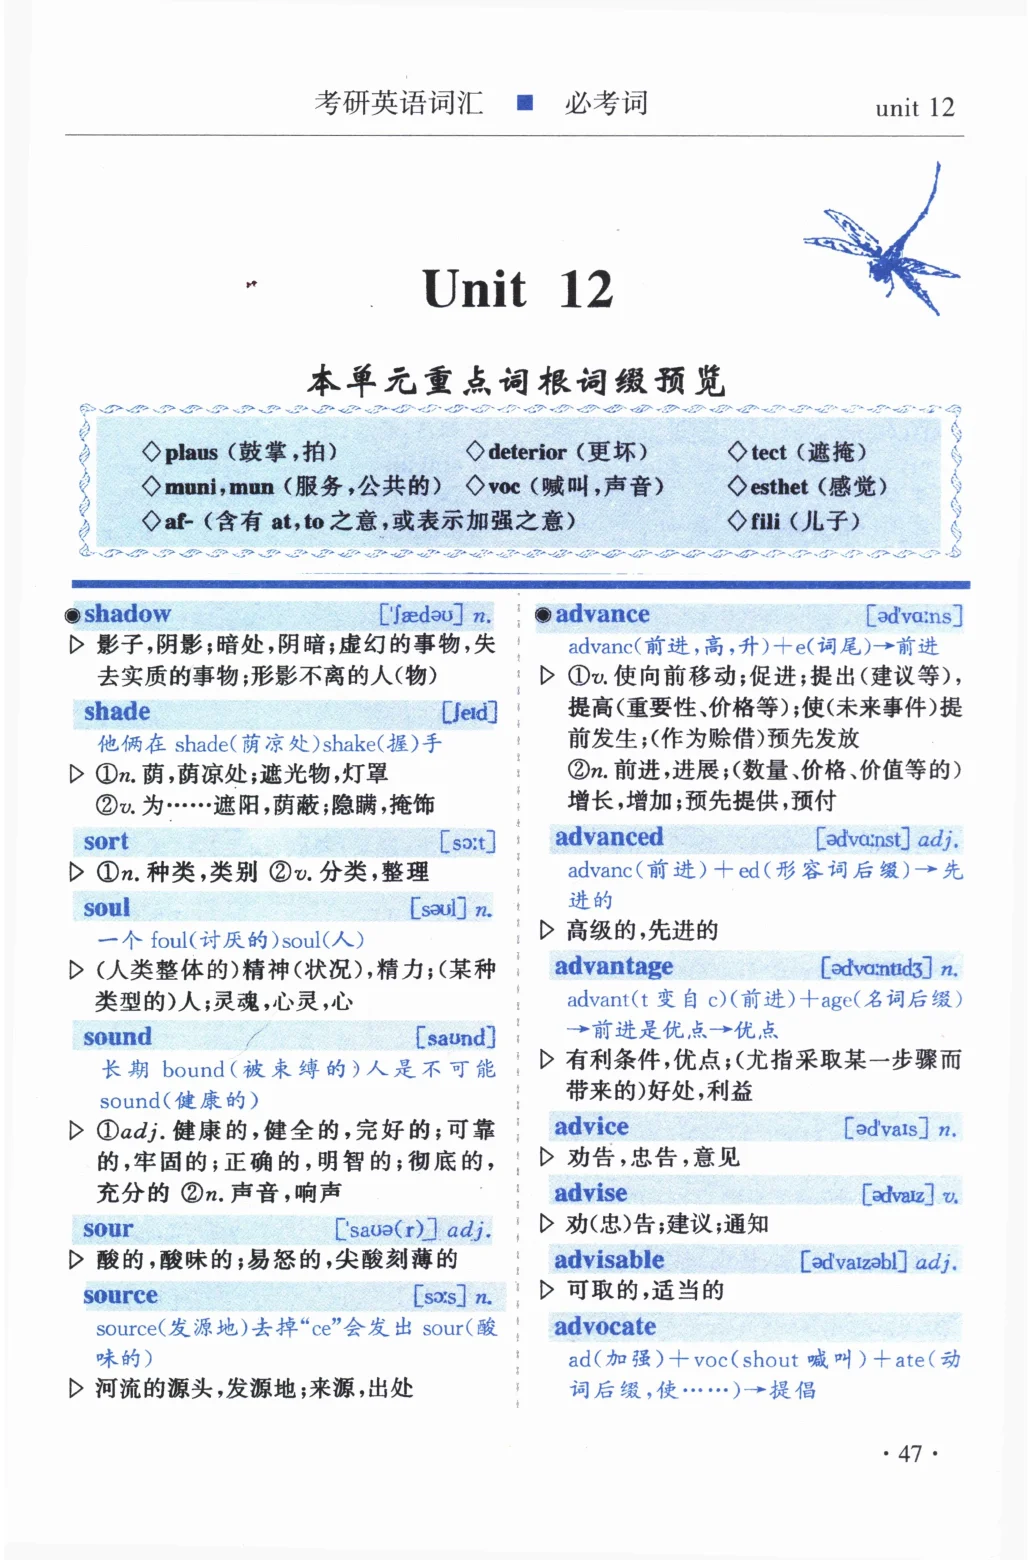 考研英语词汇 ■ 必考词 unit 12
Unit 12
本单元重点词根词缀预览
◇plaus (鼓掌,拍) ◇deterior (更坏) ◇tect (遮掩)
◇muni,mun (服务,公共的) ◇voc (喊叫,声音) ◇esthet (感觉)
◇af- (含有 at,to 之意,或表示加强之意) ◇fili (儿子)
◉shadow ['ʃædəʊ] n.
▷ 影子,阴影;暗处,阴暗;虚幻的事物,失
去实质的事物;形影不离的人(物)
shade [ʃeɪd]
他俩在 shade(荫凉处)shake(握)手
▷ ①n. 荫,荫凉处;遮光物,灯罩
②v. 为……遮阳,荫蔽;隐瞒,掩饰
sort [sɔ:t]
▷ ①n. 种类,类别 ②v. 分类,整理
soul [səʊl] n.
一个 foul(讨厌的)soul(人)
▷ (人类整体的)精神(状况),精力;(某种
类型的)人;灵魂,心灵,心
sound [saʊnd]
长期 bound(被束缚的)人是不可能
sound(健康的)
▷ ①adj. 健康的,健全的,完好的;可靠
的,牢固的;正确的,明智的;彻底的,
充分的 ②n. 声音,响声
sour ['saʊə(r)] adj.
▷ 酸的,酸味的;易怒的,尖酸刻薄的
source [sɔ:s] n.
source(发源地)去掉“ce”会发出 sour(酸
味的)
▷ 河流的源头,发源地;来源,出处
◉advance [əd'vɑ:ns]
advanc(前进,高,升)+e(词尾)→前进
▷ ①v. 使向前移动;促进;提出(建议等),
提高(重要性、价格等);使(未来事件)提
前发生;(作为赊借)预先发放
②n. 前进,进展;(数量、价格、价值等的)
增长,增加;预先提供,预付
advanced [əd'vɑ:nst] adj.
advanc(前进)+ed(形容词后缀)→先
进的
▷ 高级的,先进的
advantage [əd'vɑ:ntɪdʒ] n.
advant(t 变自 c)(前进)+age(名词后缀)
→前进是优点→优点
▷ 有利条件,优点;(尤指采取某一步骤而
带来的)好处,利益
advice [əd'vaɪs] n.
▷ 劝告,忠告,意见
advise [əd'vaɪz] v.
▷ 劝(忠)告;建议;通知
advisable [əd'vaɪzəbl] adj.
▷ 可取的,适当的
advocate
ad(加强)+voc(shout 喊叫)+ate(动
词后缀,使……)→提倡
·47·